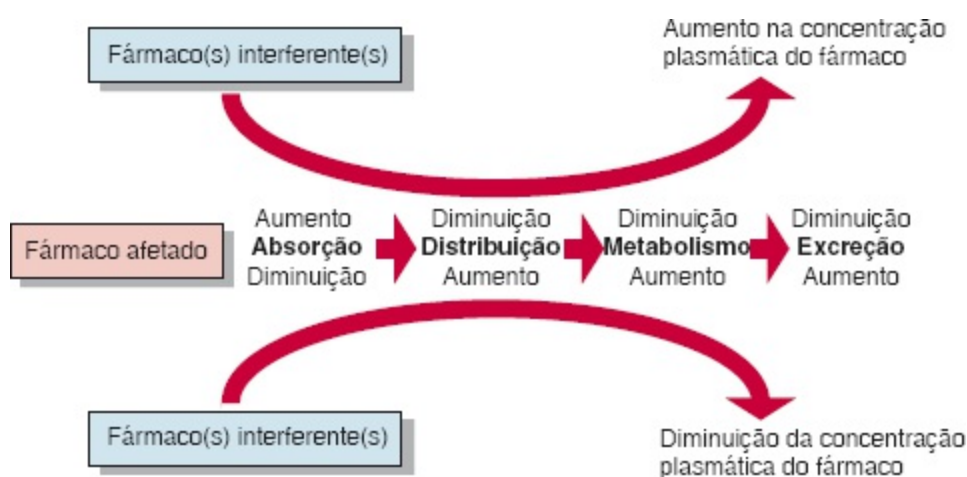 Fármaco(s) interferente(s)
Aumento na concentração
plasmática do fármaco
Fármaco afetado
Aumento
Absorção
Diminuição
Diminuição
Distribuição
Aumento
Diminuição
Metabolismo
Aumento
Diminuição
Excreção
Aumento
Fármaco(s) interferente(s)
Diminuição da concentração
plasmática do fármaco